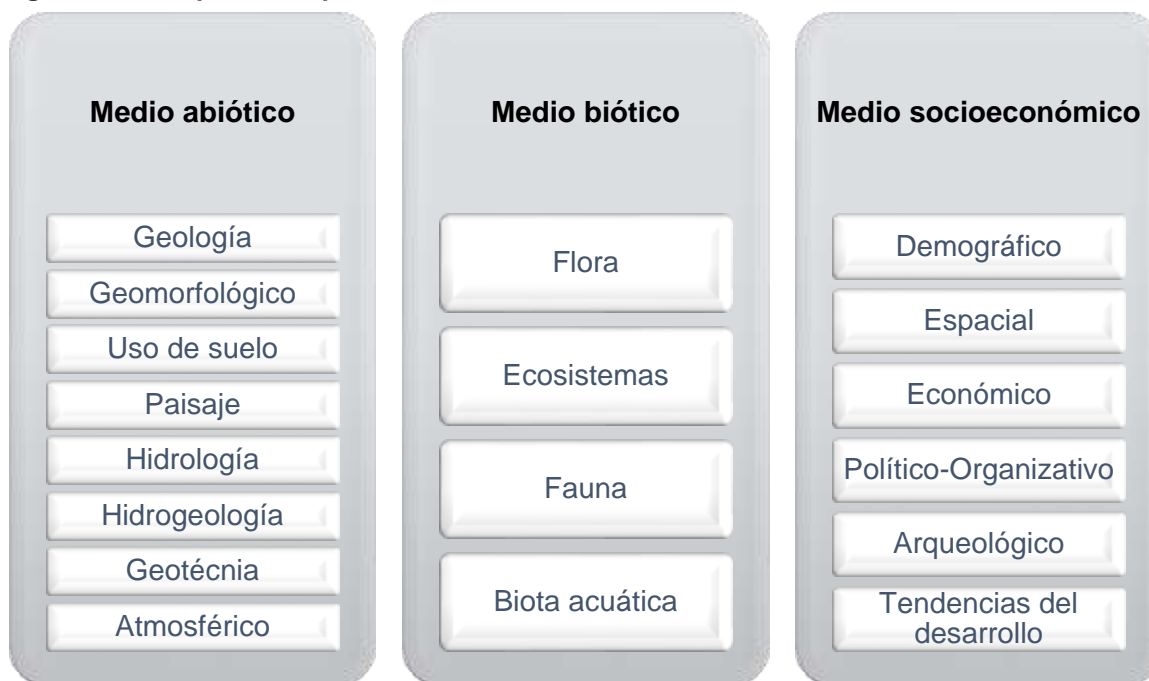 Medio abiótico
Geología
Geomorfológico
Uso de suelo
Paisaje
Hidrología
Hidrogeología
Geotécnia
Atmosférico
Medio biótico
Flora
Ecosistemas
Fauna
Biota acuática
Medio socioeconómico
Demográfico
Espacial
Económico
Político-Organizativo
Arqueológico
Tendencias del
desarrollo